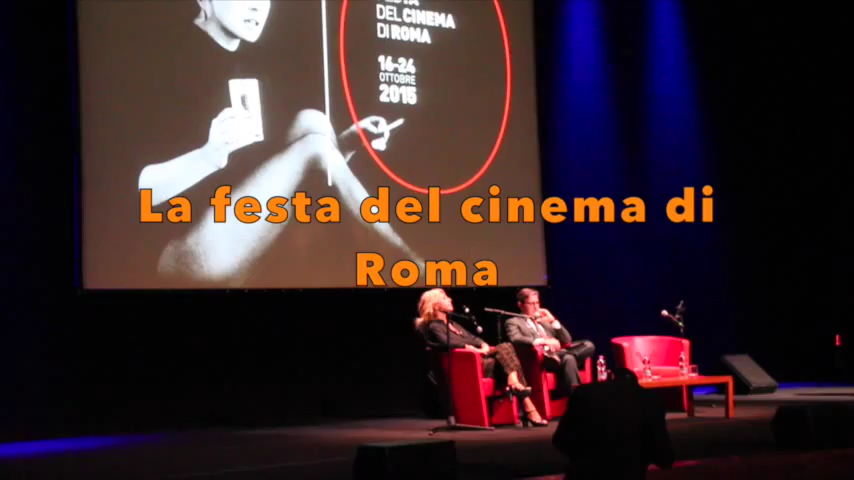 DEL CINEMA
DI ROMA
16-24
OTTOBRE
2015
La festa del cinema di
Roma